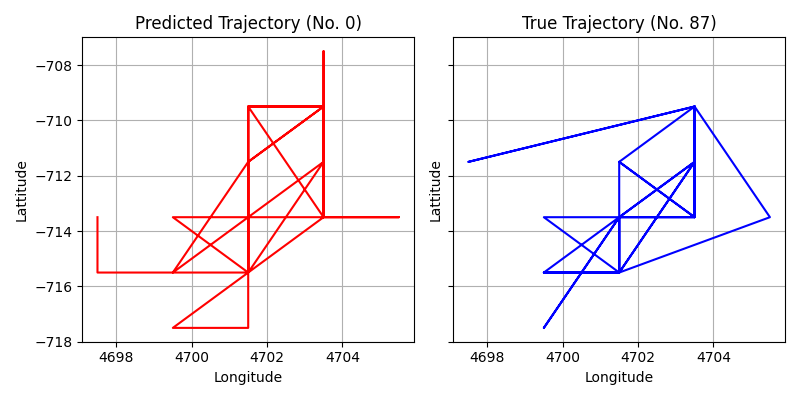 Predicted Trajectory (No. 0)
True Trajectory (No. 87)
−708
−710
−712
−714
−716
−718
Lattitude
Lattitude
4698 4700 4702 4704
4698 4700 4702 4704
Longitude
Longitude